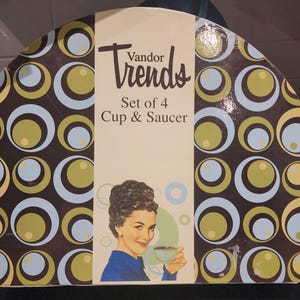 Vandor
Trends
Set of 4
Cup & Saucer